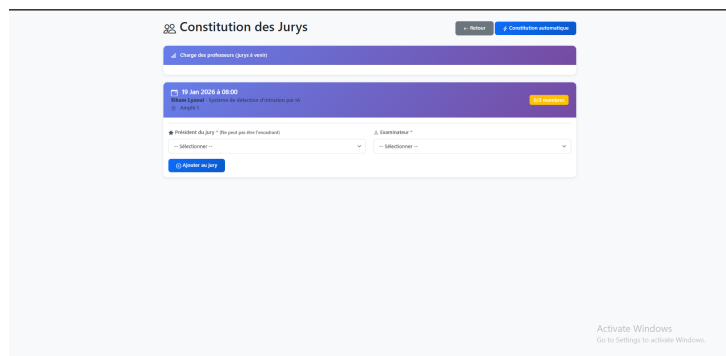 Constitution des Jurys
← Retour
Constitution automatique
Charge des professeurs (jurys à venir)
19 Jan 2026 à 08:00
Siham Lyzoul - Système de détection d'intrusion par IA
Amphi 1
0/3 membres
Président du jury * (Ne peut pas être l'encadrant)
Examinateur *
-- Sélectionner --
-- Sélectionner --
Ajouter au jury
Activate Windows
Go to Settings to activate Windows.